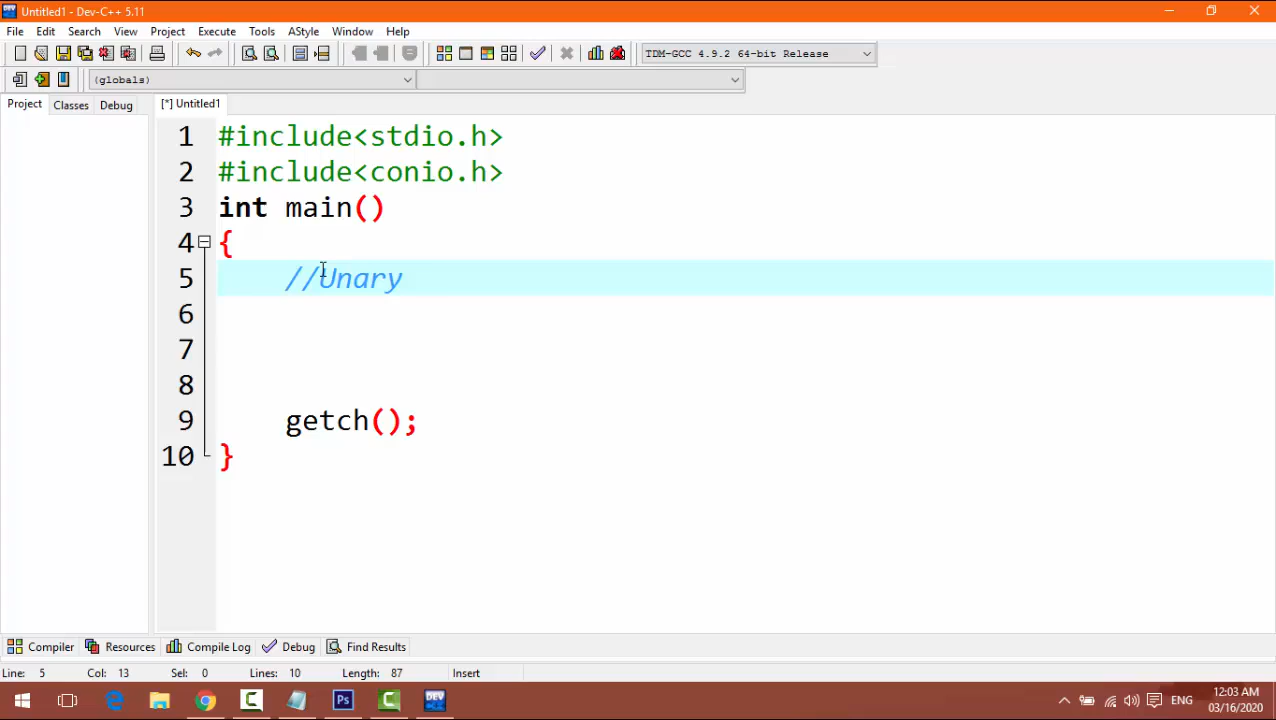 Untitled1 - Dev-C++ 5.11
File Edit Search View Project Execute Tools AStyle Window Help
TDM-GCC 4.9.2 64-bit Release
(globals)
Project Classes Debug [*] Untitled1
1 #include<stdio.h>
2 #include<conio.h>
3 int main()
4 {
5 //Unary
6
7
8
9 getch();
10 }
Compiler Resources Compile Log Debug Find Results
Line: 5 Col: 13 Sel: 0 Lines: 10 Length: 87 Insert
Ps DEV ENG 12:03 AM
03/16/2020